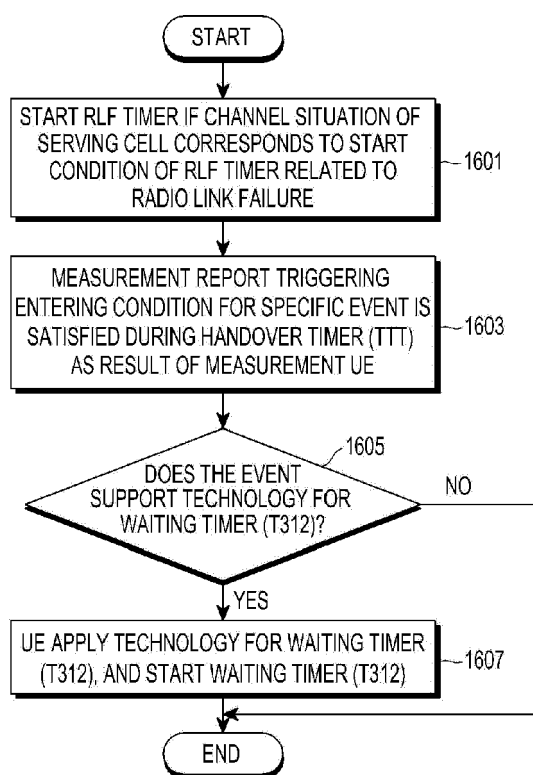 START
START RLF TIMER IF CHANNEL SITUATION OF
SERVING CELL CORRESPONDS TO START
CONDITION OF RLF TIMER RELATED TO
RADIO LINK FAILURE
1601
MEASUREMENT REPORT TRIGGERING
ENTERING CONDITION FOR SPECIFIC EVENT IS
SATISFIED DURING HANDOVER TIMER (TTT)
AS RESULT OF MEASUREMENT UE
1603
1605
DOES THE EVENT
SUPPORT TECHNOLOGY FOR
WAITING TIMER (T312)?
NO
YES
UE APPLY TECHNOLOGY FOR WAITING TIMER
(T312), AND START WAITING TIMER (T312)
1607
END